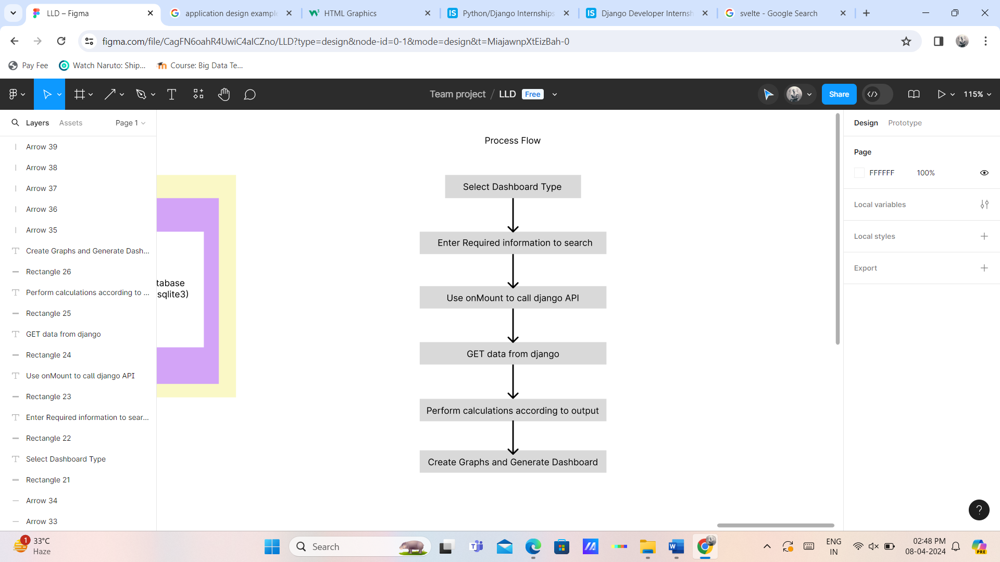 LLD – Figma
application design example
HTML Graphics
Python/Django Internships
Django Developer Internsh
svelte - Google Search
figma.com/file/CagFN6oahR4UwiC4aICZno/LLD?type=design&node-id=0-1&mode=design&t=MiajawnpXtEizBah-0
Pay Fee
Watch Naruto: Ship...
Course: Big Data Te...
Team project / LLD Free
Share
115%
Layers Assets Page 1
Arrow 39
Arrow 38
Arrow 37
Arrow 36
Arrow 35
Create Graphs and Generate Dash...
Rectangle 26
Perform calculations according to ...
Rectangle 25
GET data from django
Rectangle 24
Use onMount to call django API
Rectangle 23
Enter Required information to sear...
Rectangle 22
Select Dashboard Type
Rectangle 21
Arrow 34
Arrow 33
tabase
sqlite3)
Process Flow
Select Dashboard Type
Enter Required information to search
Use onMount to call django API
GET data from django
Perform calculations according to output
Create Graphs and Generate Dashboard
Design Prototype
Page
FFFFFF 100%
Local variables
Local styles
Export
?
1
33°C
Haze
Search
ENG
IN
02:48 PM
08-04-2024
PRE